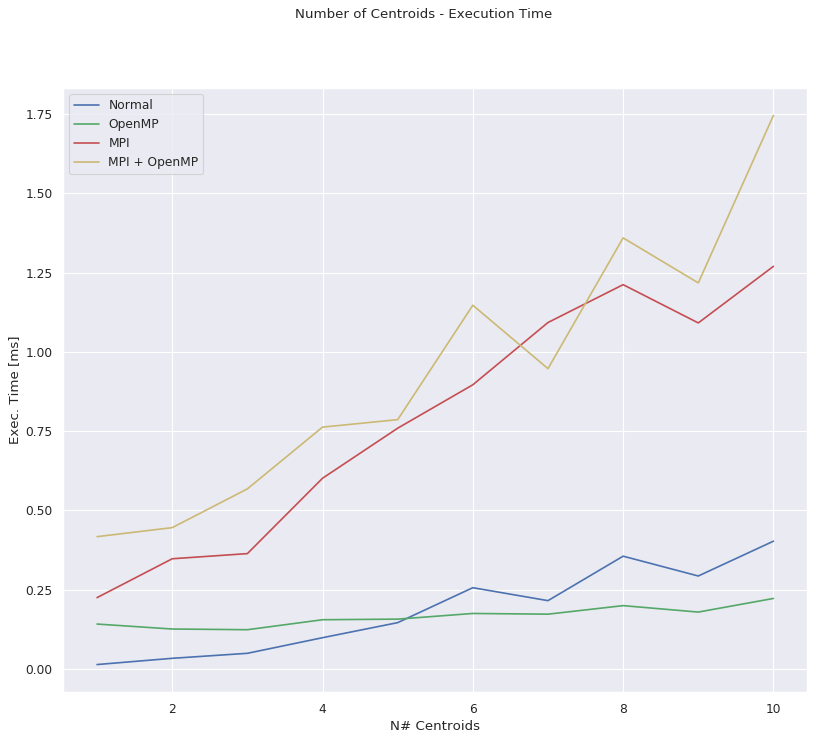 Number of Centroids - Execution Time
Normal
OpenMP
MPI
MPI + OpenMP
1.75
1.50
1.25
1.00
0.75
0.50
0.25
0.00
Exec. Time [ms]
2 4 6 8 10
N# Centroids